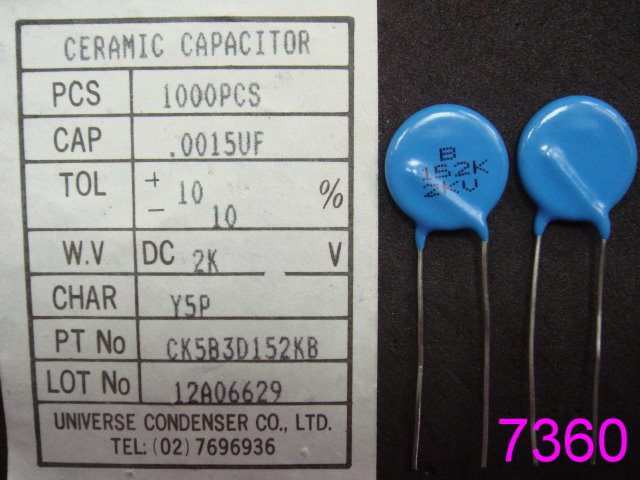 CERAMIC CAPACITOR
PCS 1000PCS
CAP .0015UF
TOL + 10 %
− 10
W.V DC 2K V
CHAR Y5P
PT No CK5B3D152KB
LOT No 12A06629
UNIVERSE CONDENSER CO., LTD.
TEL: (02) 7696936
B
152K
2KV
7360